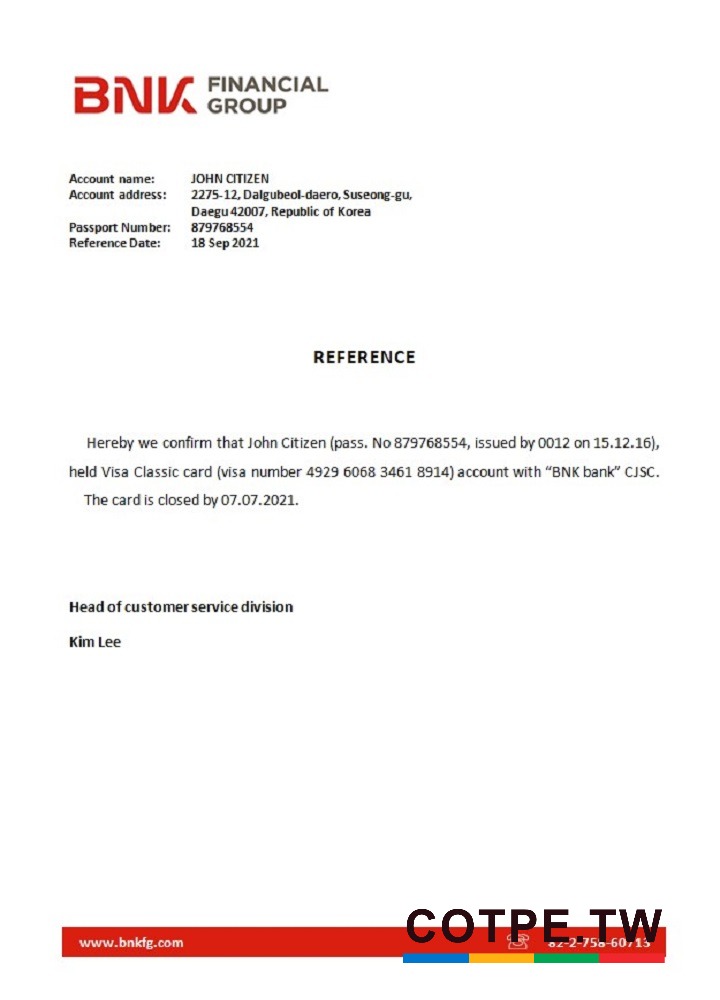 BNK FINANCIAL
GROUP
Account name: JOHN CITIZEN
Account address: 2275-12, Dalgubeol-daero, Suseong-gu,
Daegu 42007, Republic of Korea
Passport Number: 879768554
Reference Date: 18 Sep 2021
REFERENCE
Hereby we confirm that John Citizen (pass. No 879768554, issued by 0012 on 15.12.16),
held Visa Classic card (visa number 4929 6068 3461 8914) account with “BNK bank” CJSC.
The card is closed by 07.07.2021.
Head of customer service division
Kim Lee
COTPE.TW
www.bnkfg.com